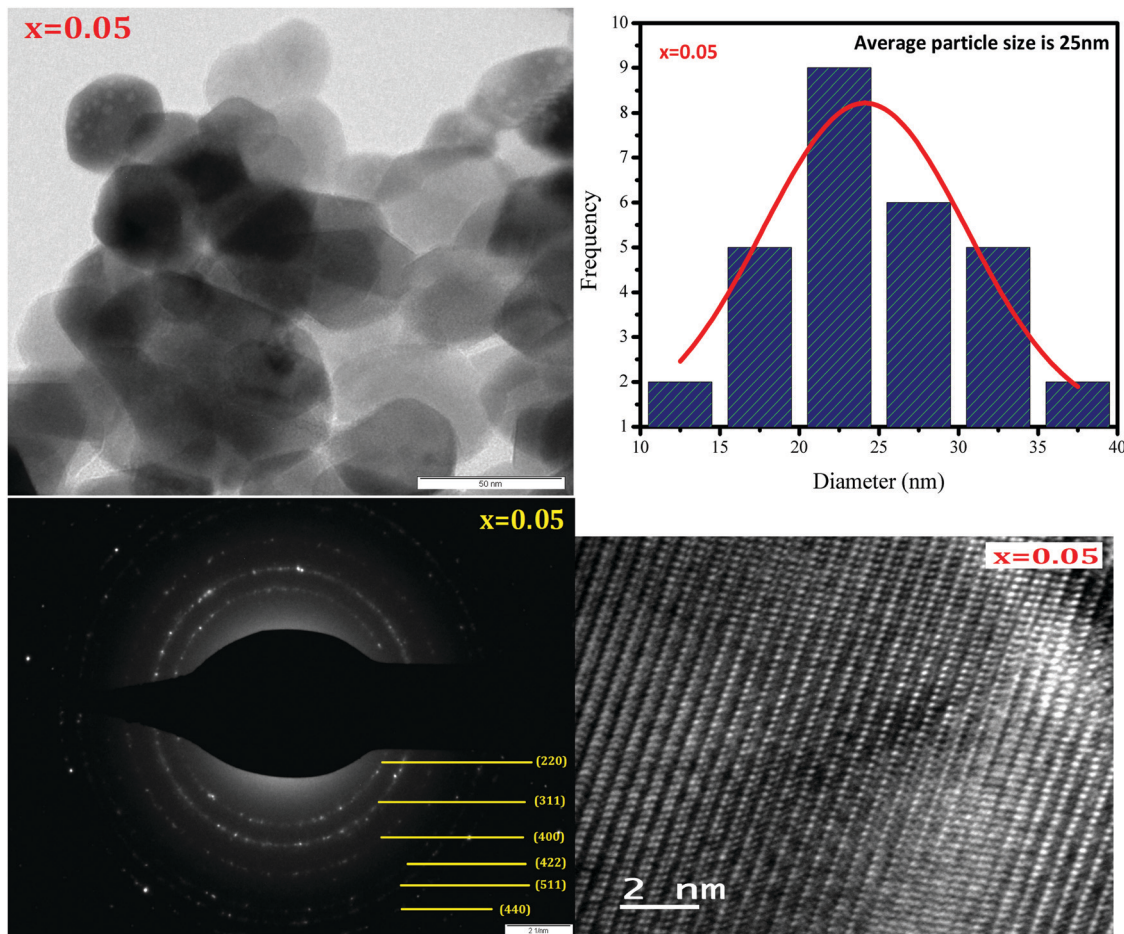 x=0.05
50 nm
x=0.05
Average particle size is 25nm
10
9
8
7
6
5
4
3
2
1
Frequency
10
15
20
25
30
35
40
Diameter (nm)
x=0.05
(220)
(311)
(400)
(422)
(511)
(440)
2 1/nm
x=0.05
2 nm